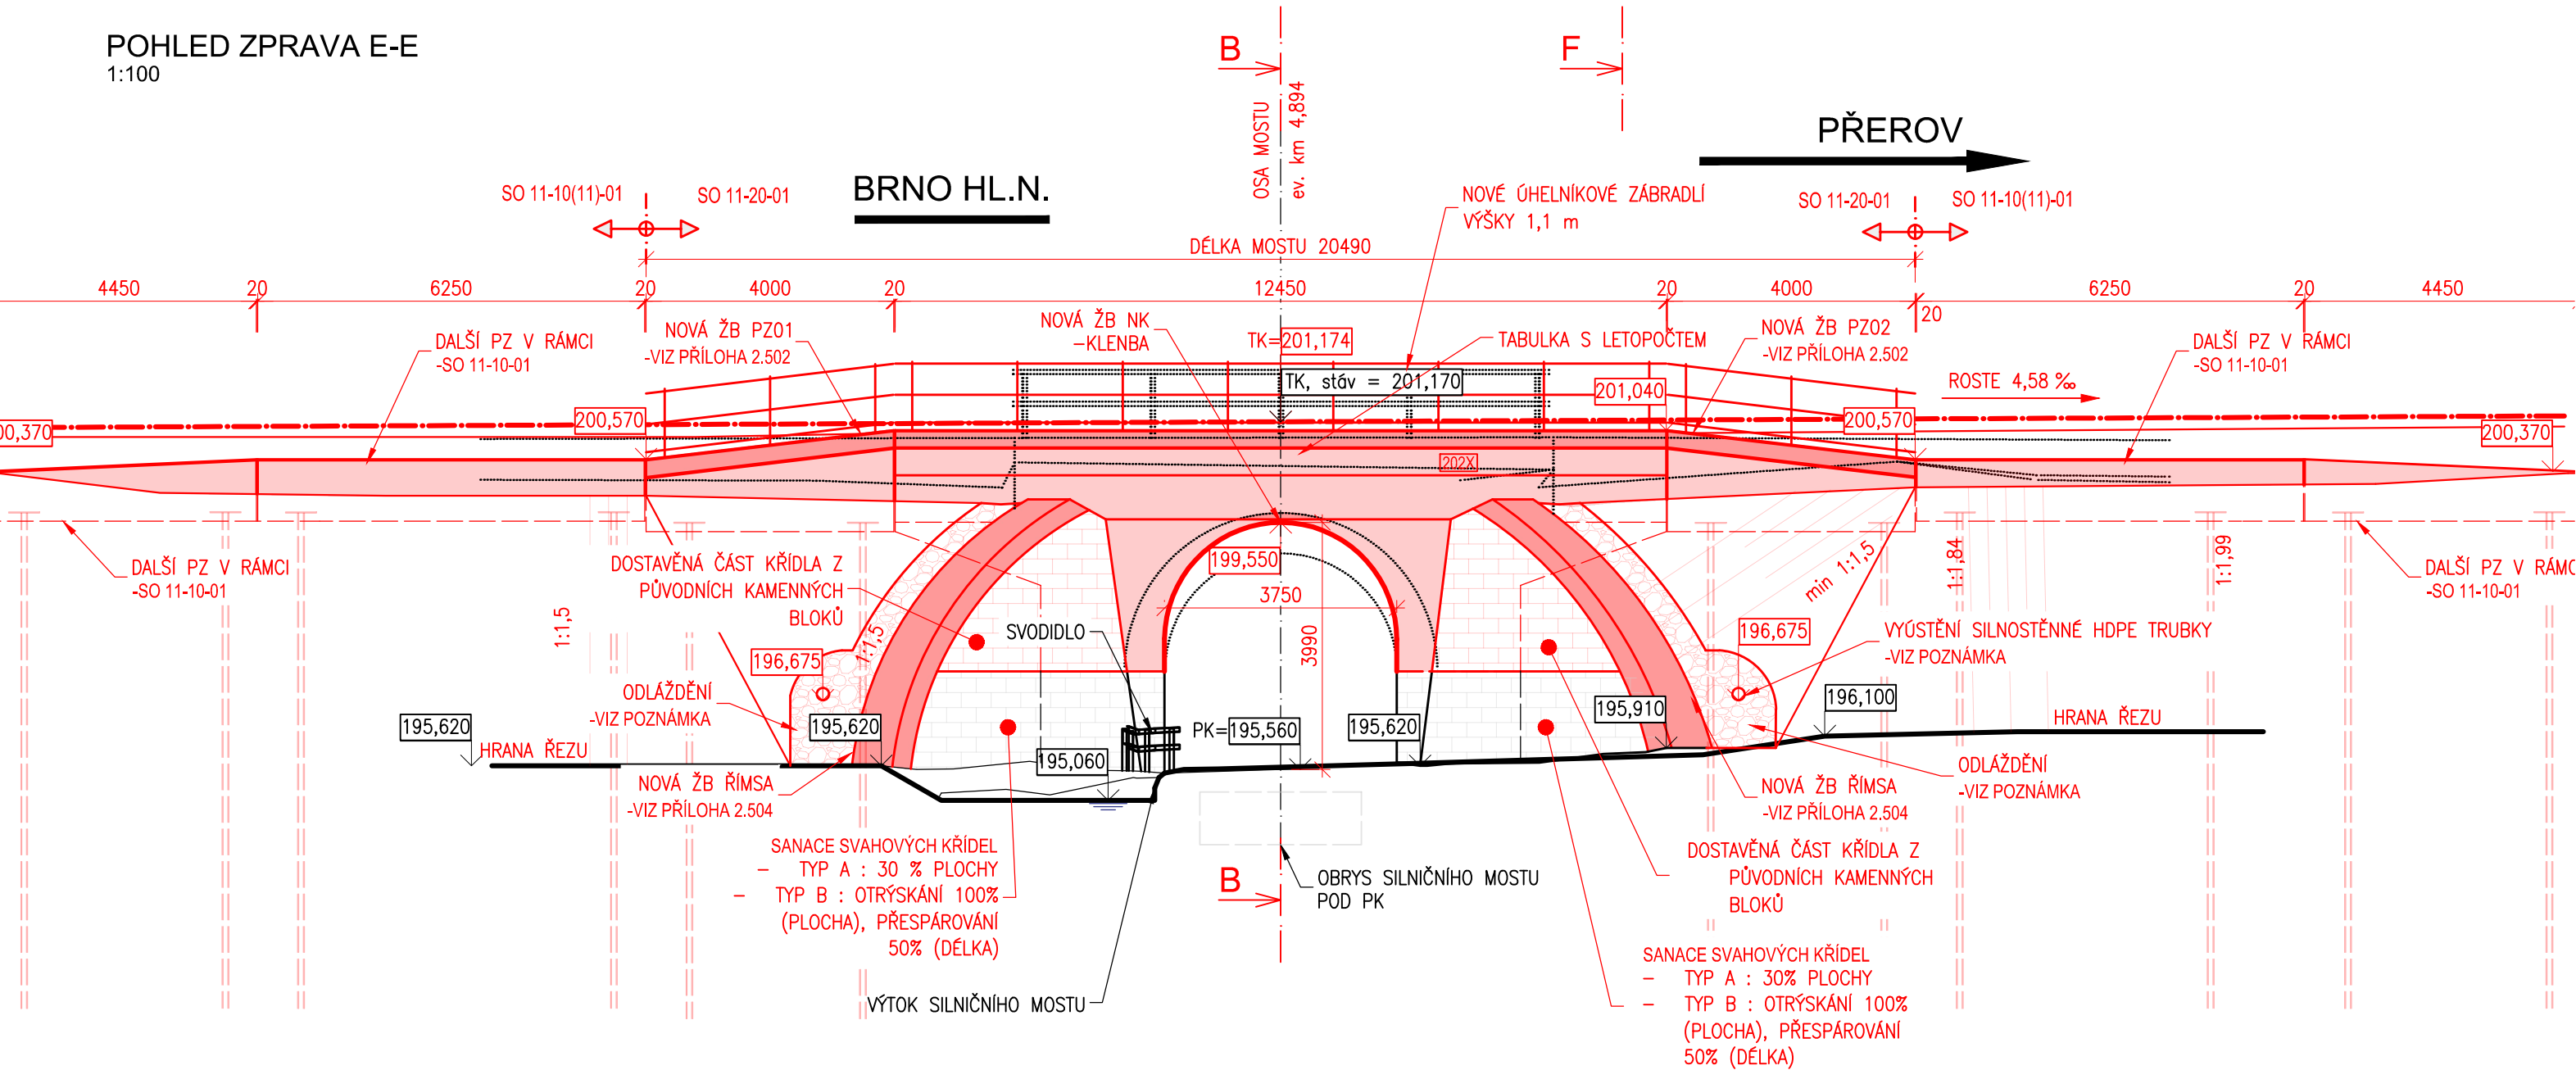 POHLED ZPRAVA E-E
1:100
B
F
OSA MOSTU
ev. km 4,894
PŘEROV
BRNO HL.N.
SO 11-10(11)-01
SO 11-20-01
NOVÉ ÚHELNÍKOVÉ ZÁBRADLÍ
VÝŠKY 1,1 m
SO 11-20-01
SO 11-10(11)-01
DÉLKA MOSTU 20490
4450
20
6250
20
4000
20
12450
20
4000
20
6250
20
4450
DALŠÍ PZ V RÁMCI
-SO 11-10-01
NOVÁ ŽB PZ01
-VIZ PŘÍLOHA 2.502
NOVÁ ŽB NK
-KLENBA
TK=201,174
TABULKA S LETOPOČTEM
NOVÁ ŽB PZ02
-VIZ PŘÍLOHA 2.502
DALŠÍ PZ V RÁMCI
-SO 11-10-01
TK, stáv = 201,170
201,040
ROSTE 4,58 ‰
00,370
200,570
200,570
200,370
202X
DALŠÍ PZ V RÁMCI
-SO 11-10-01
DOSTAVĚNÁ ČÁST KŘÍDLA Z
PŮVODNÍCH KAMENNÝCH
BLOKŮ
199,550
3750
3990
min 1:1,5
1:1,84
1:1,99
DALŠÍ PZ V RÁMC
-SO 11-10-01
1:1,5
1:1,5
SVODIDLO
196,675
196,675
VYÚSTĚNÍ SILNOSTĚNNÉ HDPE TRUBKY
-VIZ POZNÁMKA
ODLÁŽDĚNÍ
-VIZ POZNÁMKA
195,620
HRANA ŘEZU
195,620
195,060
PK=195,560
195,620
195,910
196,100
HRANA ŘEZU
NOVÁ ŽB ŘÍMSA
-VIZ PŘÍLOHA 2.504
NOVÁ ŽB ŘÍMSA
-VIZ PŘÍLOHA 2.504
ODLÁŽDĚNÍ
-VIZ POZNÁMKA
SANACE SVAHOVÝCH KŘÍDEL
- TYP A : 30 % PLOCHY
- TYP B : OTRÝSKÁNÍ 100%
(PLOCHA), PŘESPÁROVÁNÍ
50% (DÉLKA)
B
OBRYS SILNIČNÍHO MOSTU
POD PK
DOSTAVĚNÁ ČÁST KŘÍDLA Z
PŮVODNÍCH KAMENNÝCH
BLOKŮ
VÝTOK SILNIČNÍHO MOSTU
SANACE SVAHOVÝCH KŘÍDEL
- TYP A : 30% PLOCHY
- TYP B : OTRÝSKÁNÍ 100%
(PLOCHA), PŘESPÁROVÁNÍ
50% (DÉLKA)